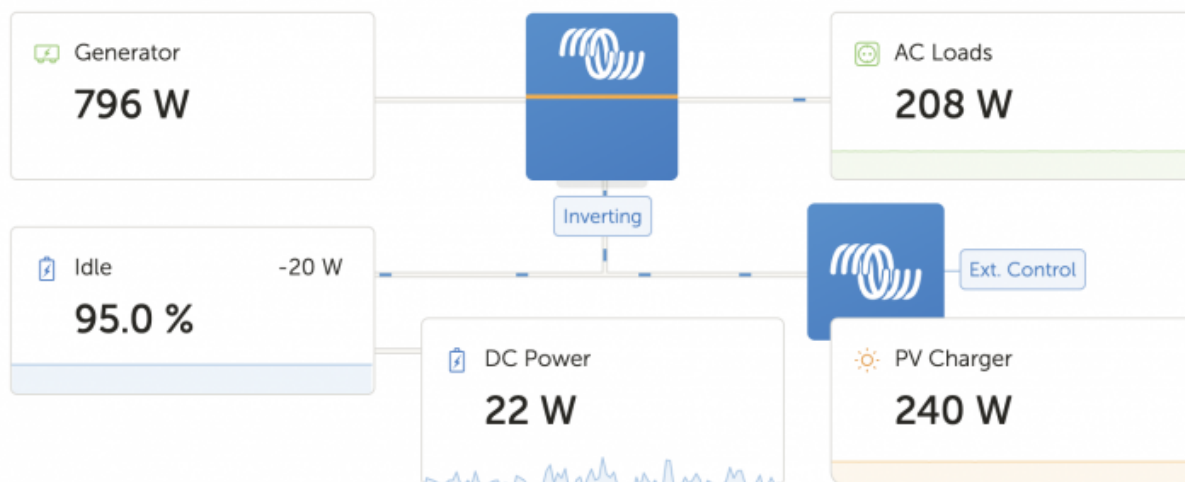 Generator
796 W
AC Loads
208 W
Inverting
Idle -20 W
95.0 %
Ext. Control
DC Power
22 W
PV Charger
240 W